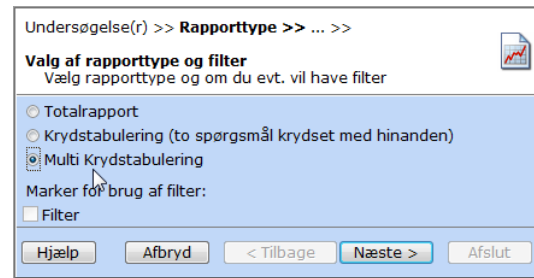 Undersøgelse(r) >> Rapporttype >> ... >>
Valg af rapporttype og filter
Vælg rapporttype og om du evt. vil have filter
Totalrapport
Krydstabulering (to spørgsmål krydset med hinanden)
Multi Krydstabulering
Marker for brug af filter:
Filter
Hjælp Afbryd < Tilbage Næste > Afslut